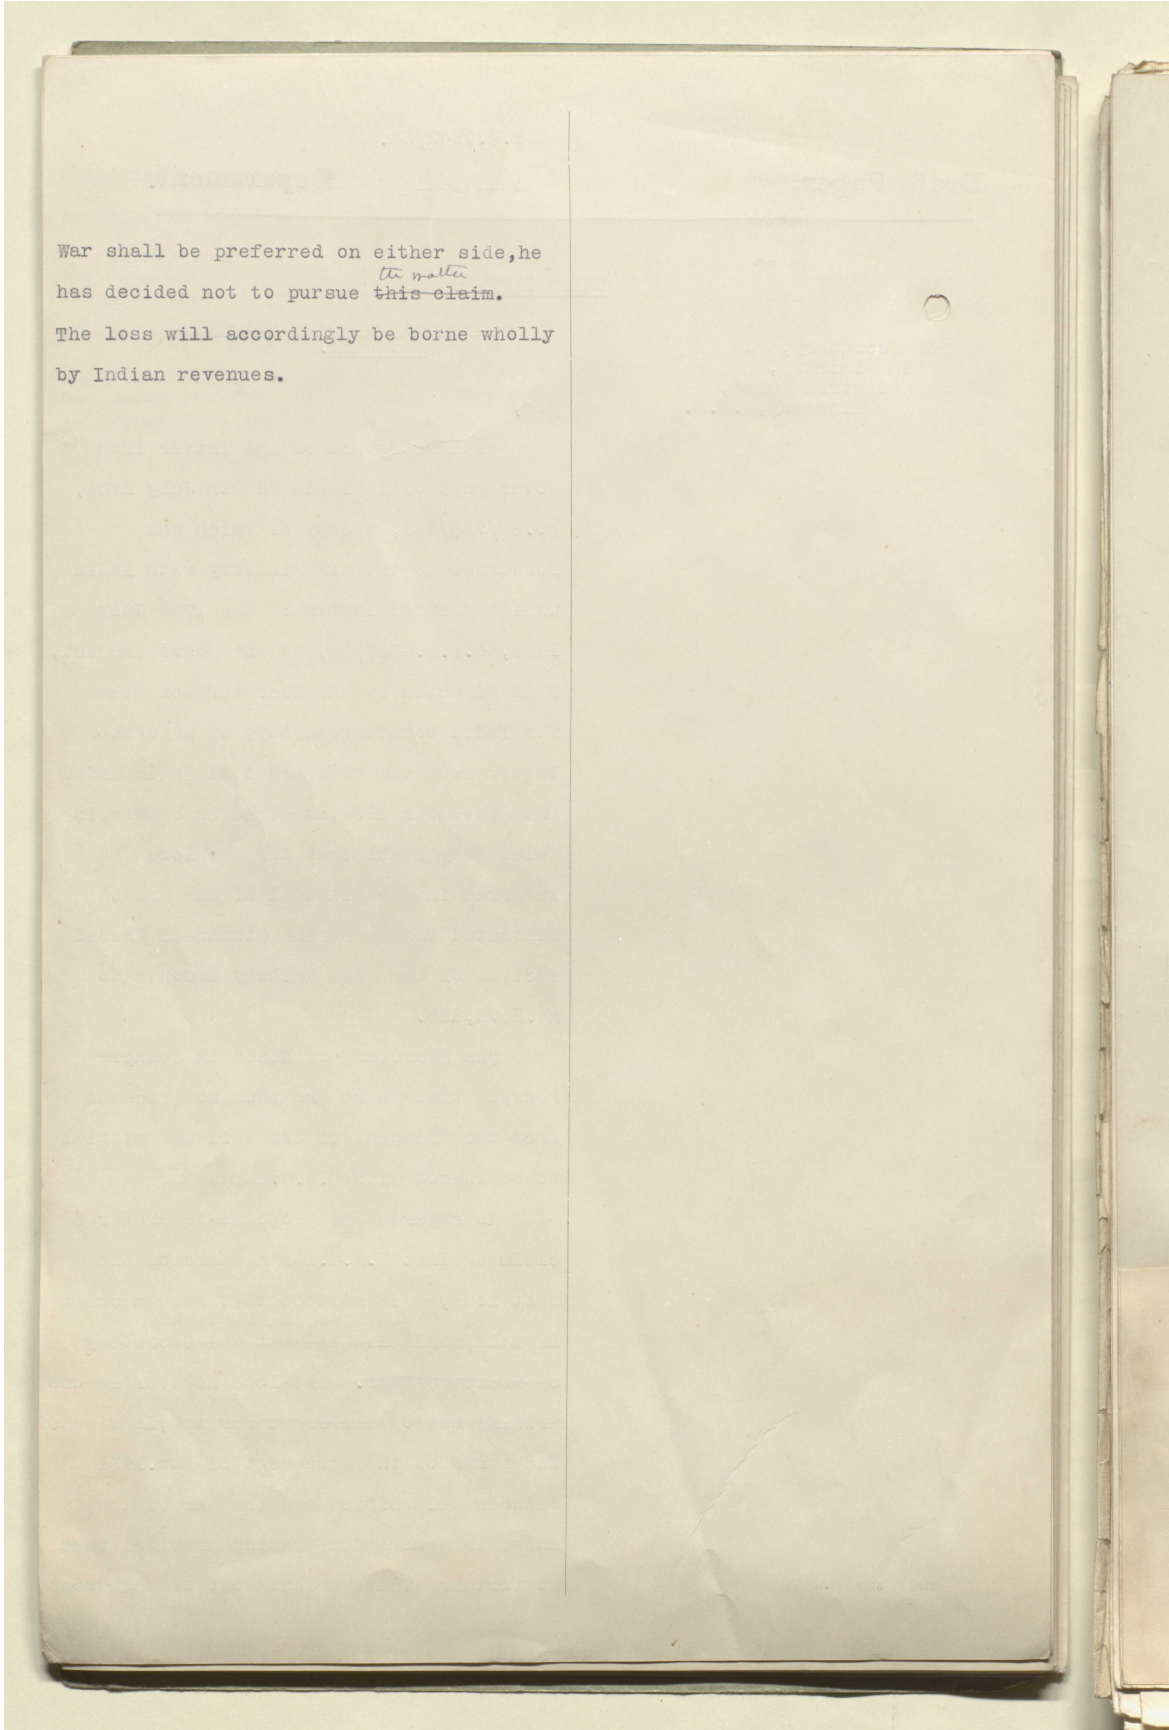 War shall be preferred on either side,he
the matter
has decided not to pursue this claim.
The loss will accordingly be borne wholly
by Indian revenues.